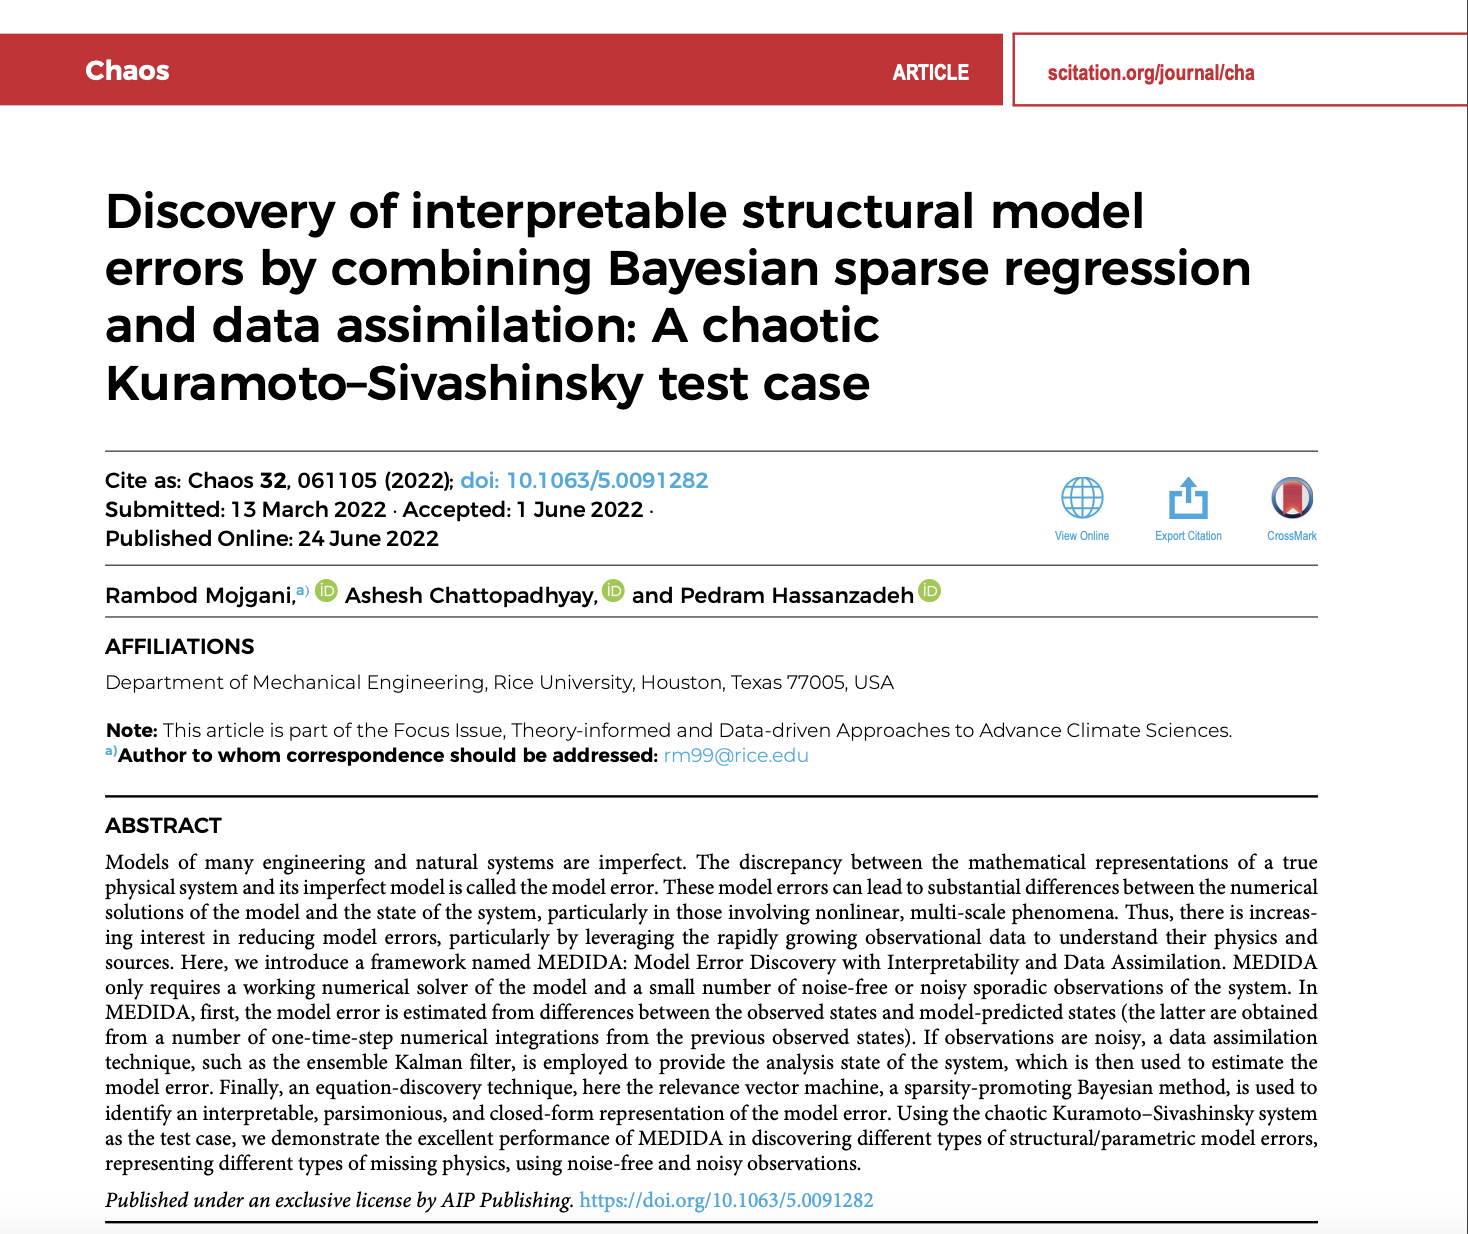 Chaos
ARTICLE
scitation.org/journal/cha
Discovery of interpretable structural model
errors by combining Bayesian sparse regression
and data assimilation: A chaotic
Kuramoto–Sivashinsky test case
Cite as: Chaos 32, 061105 (2022); doi: 10.1063/5.0091282
Submitted: 13 March 2022 · Accepted: 1 June 2022 ·
Published Online: 24 June 2022
View Online
Export Citation
CrossMark
Rambod Mojgani,a) iD Ashesh Chattopadhyay, iD and Pedram Hassanzadeh iD
AFFILIATIONS
Department of Mechanical Engineering, Rice University, Houston, Texas 77005, USA
Note: This article is part of the Focus Issue, Theory-informed and Data-driven Approaches to Advance Climate Sciences.
a)Author to whom correspondence should be addressed: rm99@rice.edu
ABSTRACT
Models of many engineering and natural systems are imperfect. The discrepancy between the mathematical representations of a true
physical system and its imperfect model is called the model error. These model errors can lead to substantial differences between the numerical
solutions of the model and the state of the system, particularly in those involving nonlinear, multi-scale phenomena. Thus, there is increas-
ing interest in reducing model errors, particularly by leveraging the rapidly growing observational data to understand their physics and
sources. Here, we introduce a framework named MEDIDA: Model Error Discovery with Interpretability and Data Assimilation. MEDIDA
only requires a working numerical solver of the model and a small number of noise-free or noisy sporadic observations of the system. In
MEDIDA, first, the model error is estimated from differences between the observed states and model-predicted states (the latter are obtained
from a number of one-time-step numerical integrations from the previous observed states). If observations are noisy, a data assimilation
technique, such as the ensemble Kalman filter, is employed to provide the analysis state of the system, which is then used to estimate the
model error. Finally, an equation-discovery technique, here the relevance vector machine, a sparsity-promoting Bayesian method, is used to
identify an interpretable, parsimonious, and closed-form representation of the model error. Using the chaotic Kuramoto–Sivashinsky system
as the test case, we demonstrate the excellent performance of MEDIDA in discovering different types of structural/parametric model errors,
representing different types of missing physics, using noise-free and noisy observations.
Published under an exclusive license by AIP Publishing. https://doi.org/10.1063/5.0091282